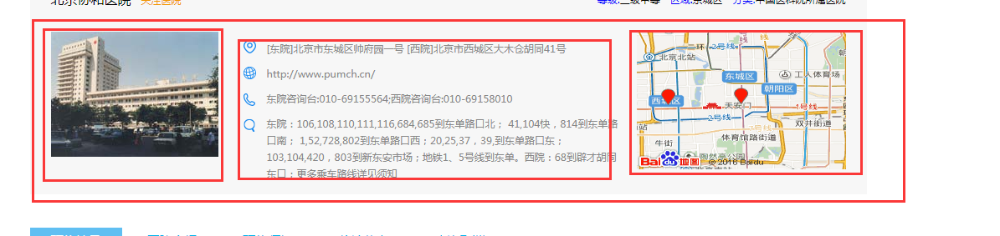 北京协和医院 关注医院 等级:三级甲等 区域:东城区 分类:中国医科院所属医院
[东院]北京市东城区帅府园一号 [西院]北京市西城区大木仓胡同41号
http://www.pumch.cn/
东院咨询台:010-69155564;西院咨询台:010-69158010
东院：106,108,110,111,116,684,685到东单路口北； 41,104快，814到东单路
口南； 1,52,728,802到东单路口西；20,25,37，39,到东单路口东；
103,104,420，803到新东安市场；地铁1、5号线到东单。西院：68到辟才胡同
东口；更多乘车路线详见须知
二环
2号线
线
北京北站
东城区
工人体育场
朝阳区
西城区
天安门
1号线
2号线
双井街道
站
7号线
体育馆路街道
牛街
陶然亭公园
Bai 地图 © 2016 Baidu